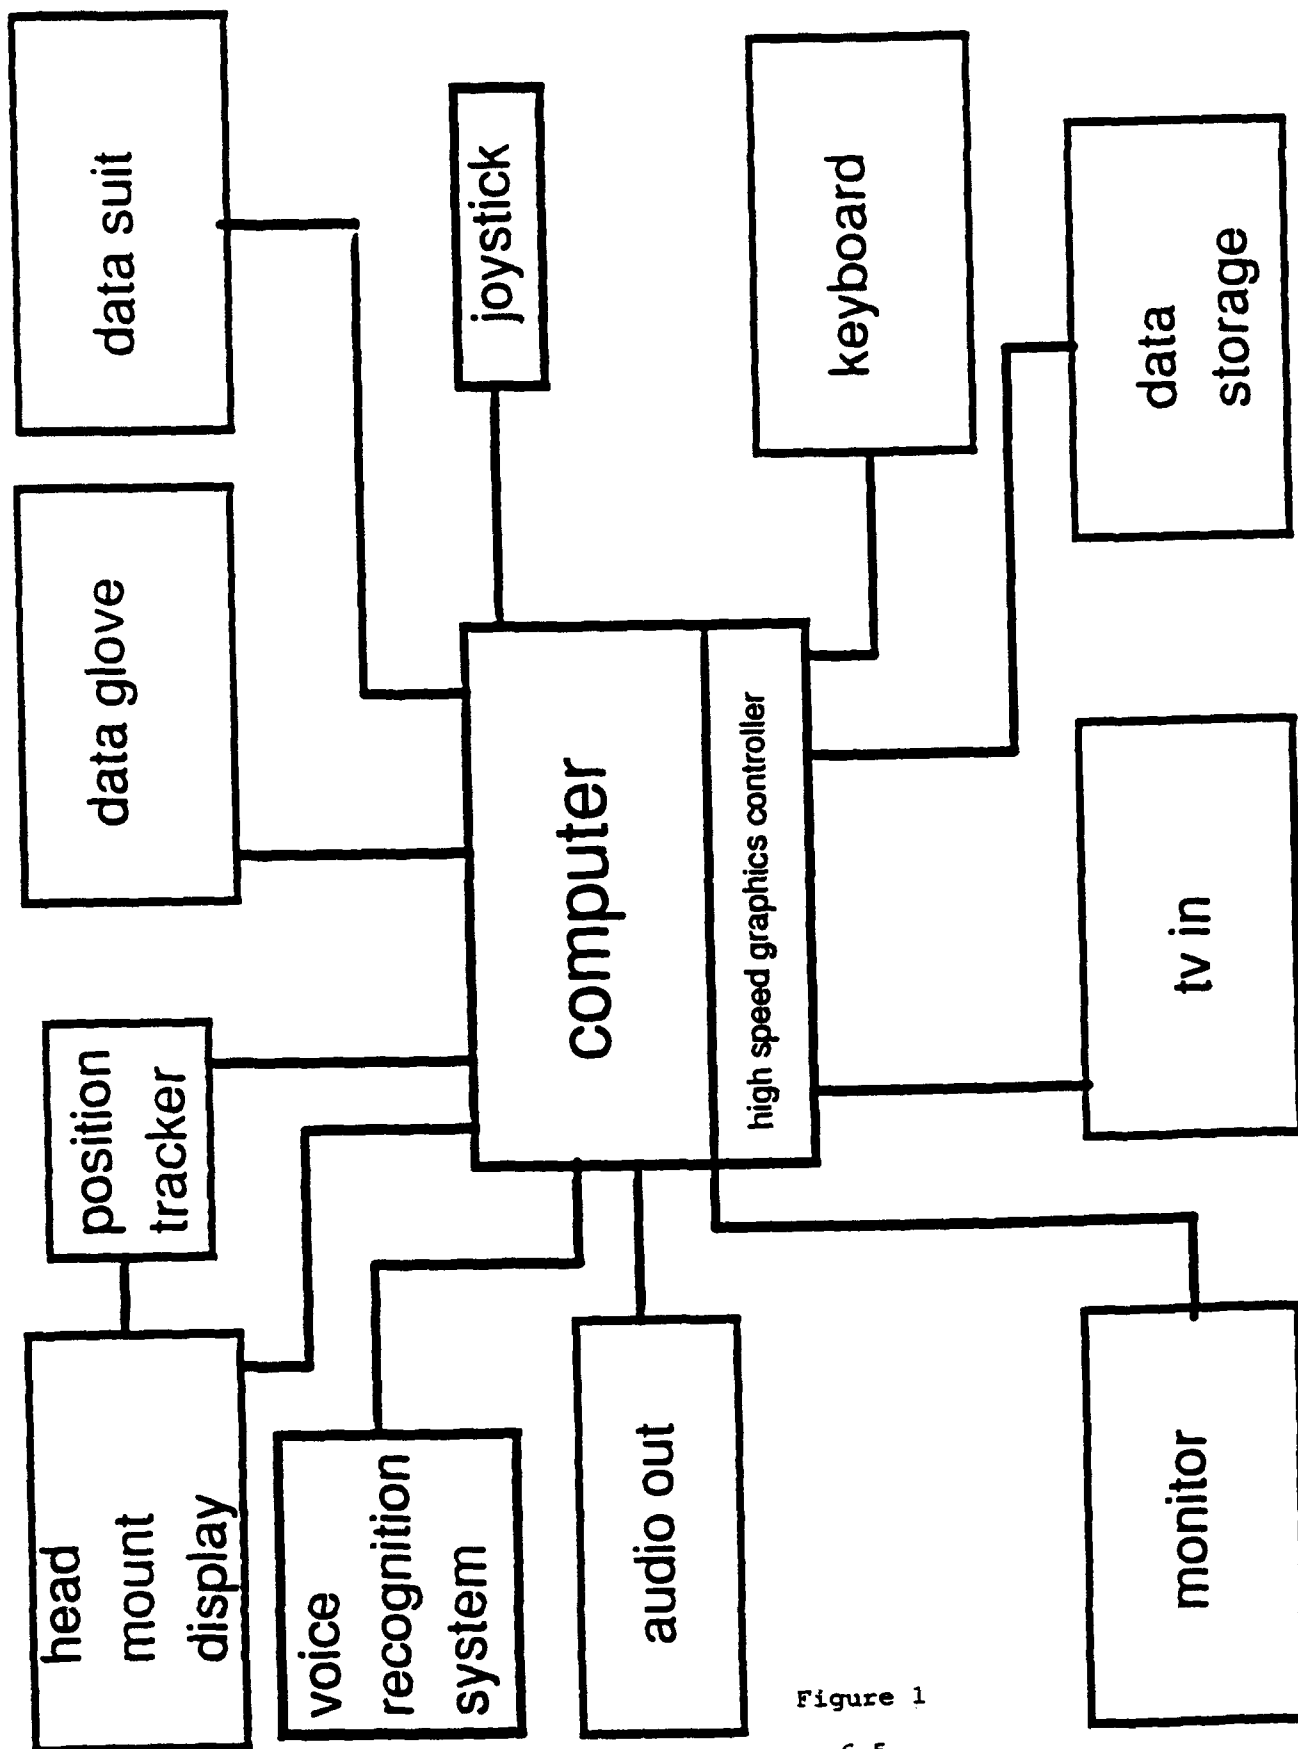 head
mount
display
position
tracker
data glove
data suit
voice
recognition
system
joystick
computer
high speed graphics controller
audio out
keyboard
monitor
tv in
data
storage
Figure 1